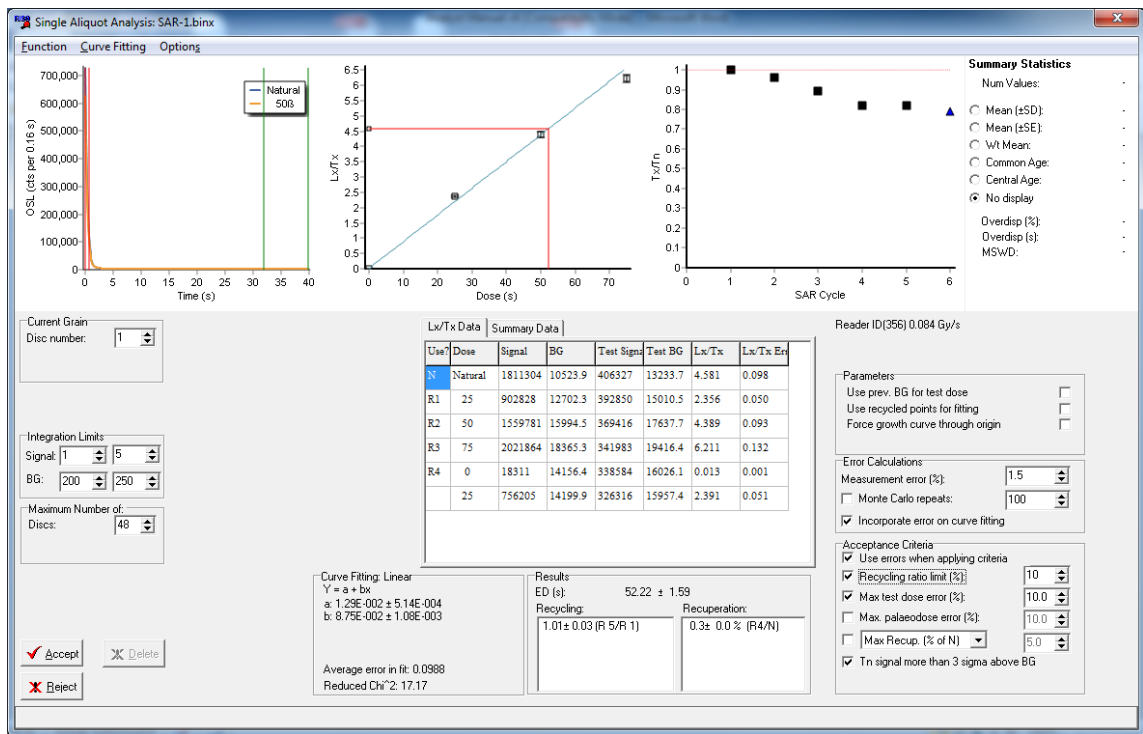 Single Aliquot Analysis: SAR-1.binx
Function Curve Fitting Options
700,000
600,000
500,000
400,000
300,000
200,000
100,000
0
OSL (cts per 0.16 s)
Natural
50ß
0 5 10 15 20 25 30 35 40
Time (s)
6.5
6
5.5
5
4.5
4
3.5
3
2.5
2
1.5
1
0.5
0
Lx/Tx
0 10 20 30 40 50 60 70
Dose (s)
1
0.9
0.8
0.7
0.6
0.5
0.4
0.3
0.2
0.1
0
Tx/Tn
0 1 2 3 4 5 6
SAR Cycle
Summary Statistics
Num Values: -
Mean (±SD): -
Mean (±SE): -
Wt Mean: -
Common Age: -
Central Age: -
No display
Overdisp (%): -
Overdisp (s): -
MSWD: -
Current Grain
Disc number: 1
Integration Limits
Signal: 1 5
BG: 200 250
Maximum Number of:
Discs: 48
Accept Delete
Reject
Lx/Tx Data Summary Data
Use? Dose Signal BG Test Signa Test BG Lx/Tx Lx/Tx Err
N Natural 1811304 10523.9 406327 13233.7 4.581 0.098
R1 25 902828 12702.3 392850 15010.5 2.356 0.050
R2 50 1559781 15994.5 369416 17637.7 4.389 0.093
R3 75 2021864 18365.3 341983 19416.4 6.211 0.132
R4 0 18311 14156.4 338584 16026.1 0.013 0.001
25 756205 14199.9 326316 15957.4 2.391 0.051
Curve Fitting: Linear
Y = a + bx
a: 1.29E-002 ± 5.14E-004
b: 8.75E-002 ± 1.08E-003
Average error in fit: 0.0988
Reduced Chi^2: 17.17
Results
ED (s): 52.22 ± 1.59
Recycling: Recuperation:
1.01± 0.03 (R 5/R 1) 0.3± 0.0 % (R4/N)
Reader ID(356) 0.084 Gy/s
Parameters
Use prev. BG for test dose
Use recycled points for fitting
Force growth curve through origin
Error Calculations
Measurement error (%): 1.5
Monte Carlo repeats: 100
Incorporate error on curve fitting
Acceptance Criteria
Use errors when applying criteria
Recycling ratio limit (%): 10
Max test dose error (%): 10.0
Max. palaeodose error (%): 10.0
Max Recup. (% of N) 5.0
Tn signal more than 3 sigma above BG